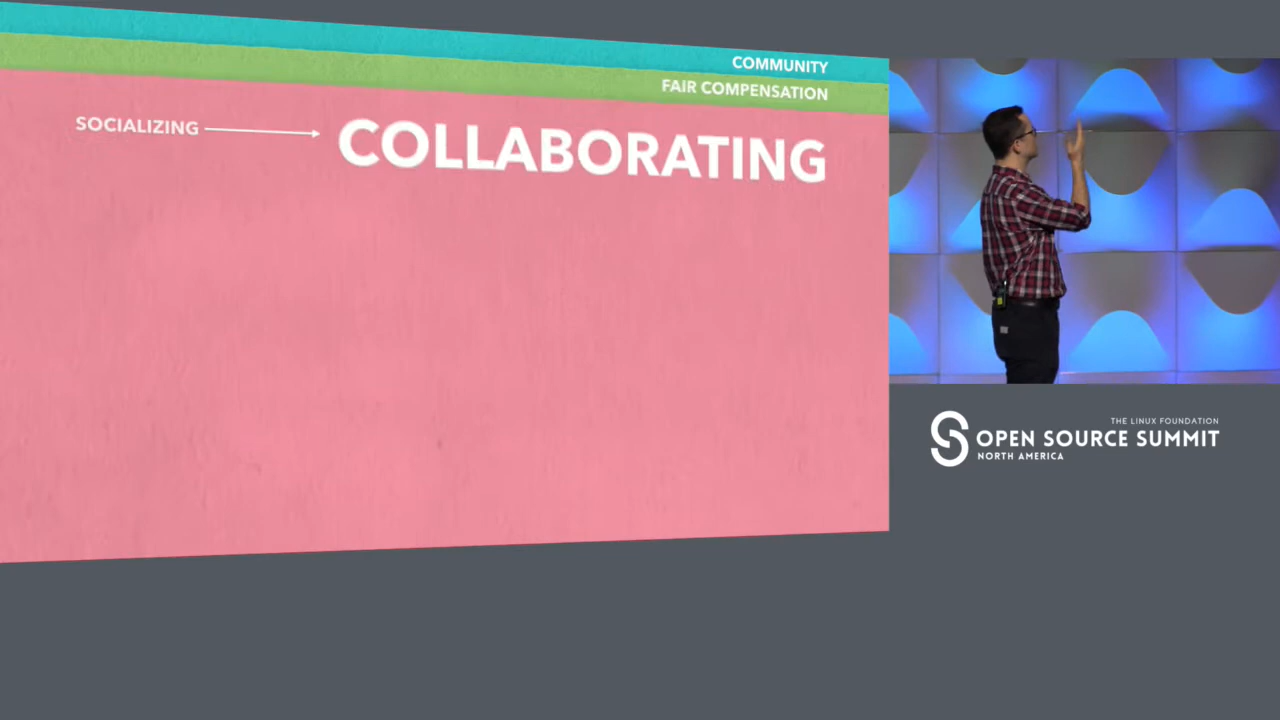 COMMUNITY
FAIR COMPENSATION
SOCIALIZING
COLLABORATING
THE LINUX FOUNDATION
OPEN SOURCE SUMMIT
NORTH AMERICA